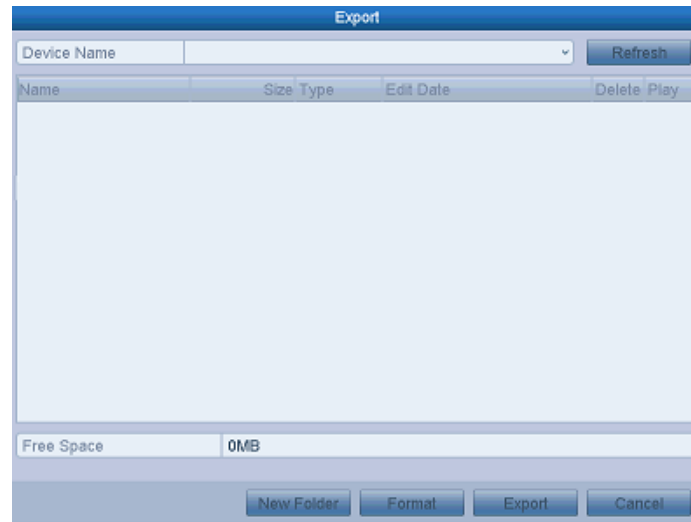 Export
Device Name Refresh
Name Size Type Edit Date Delete Play
Free Space 0MB
New Folder Format Export Cancel